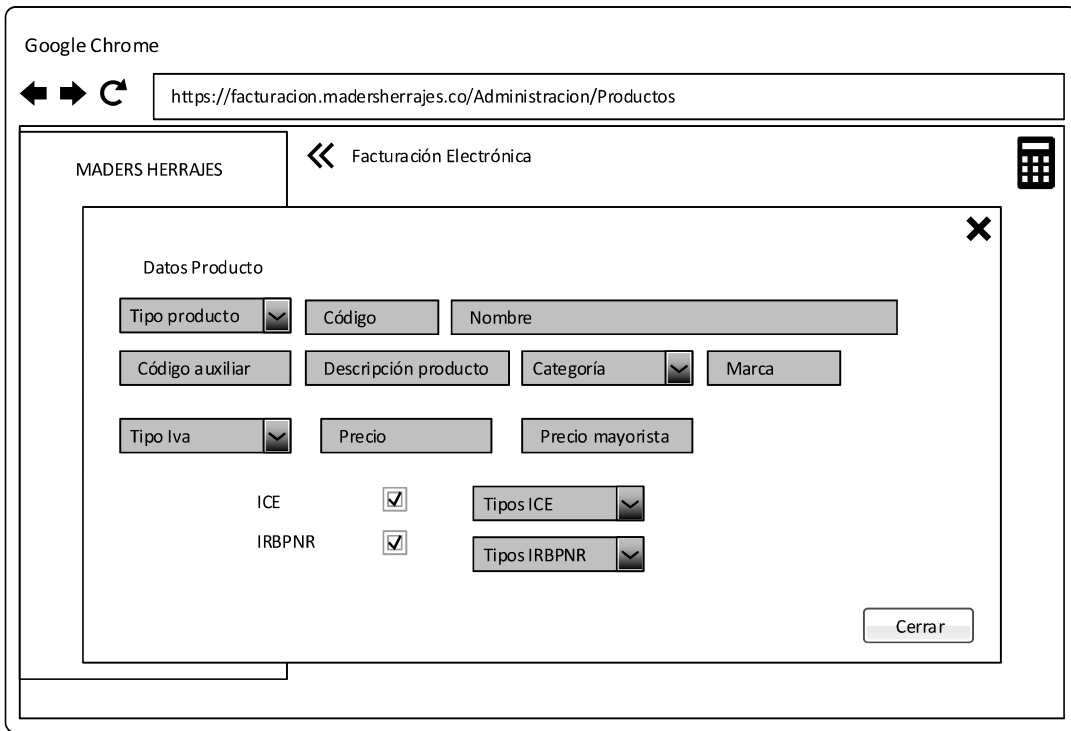 Google Chrome
https://facturacion.madersherrajes.co/Administracion/Productos
MADERS HERRAJES
Facturación Electrónica
Datos Producto
Tipo producto Código Nombre
Código auxiliar Descripción producto Categoría Marca
Tipo Iva Precio Precio mayorista
ICE Tipos ICE
IRBPNR Tipos IRBPNR
Cerrar